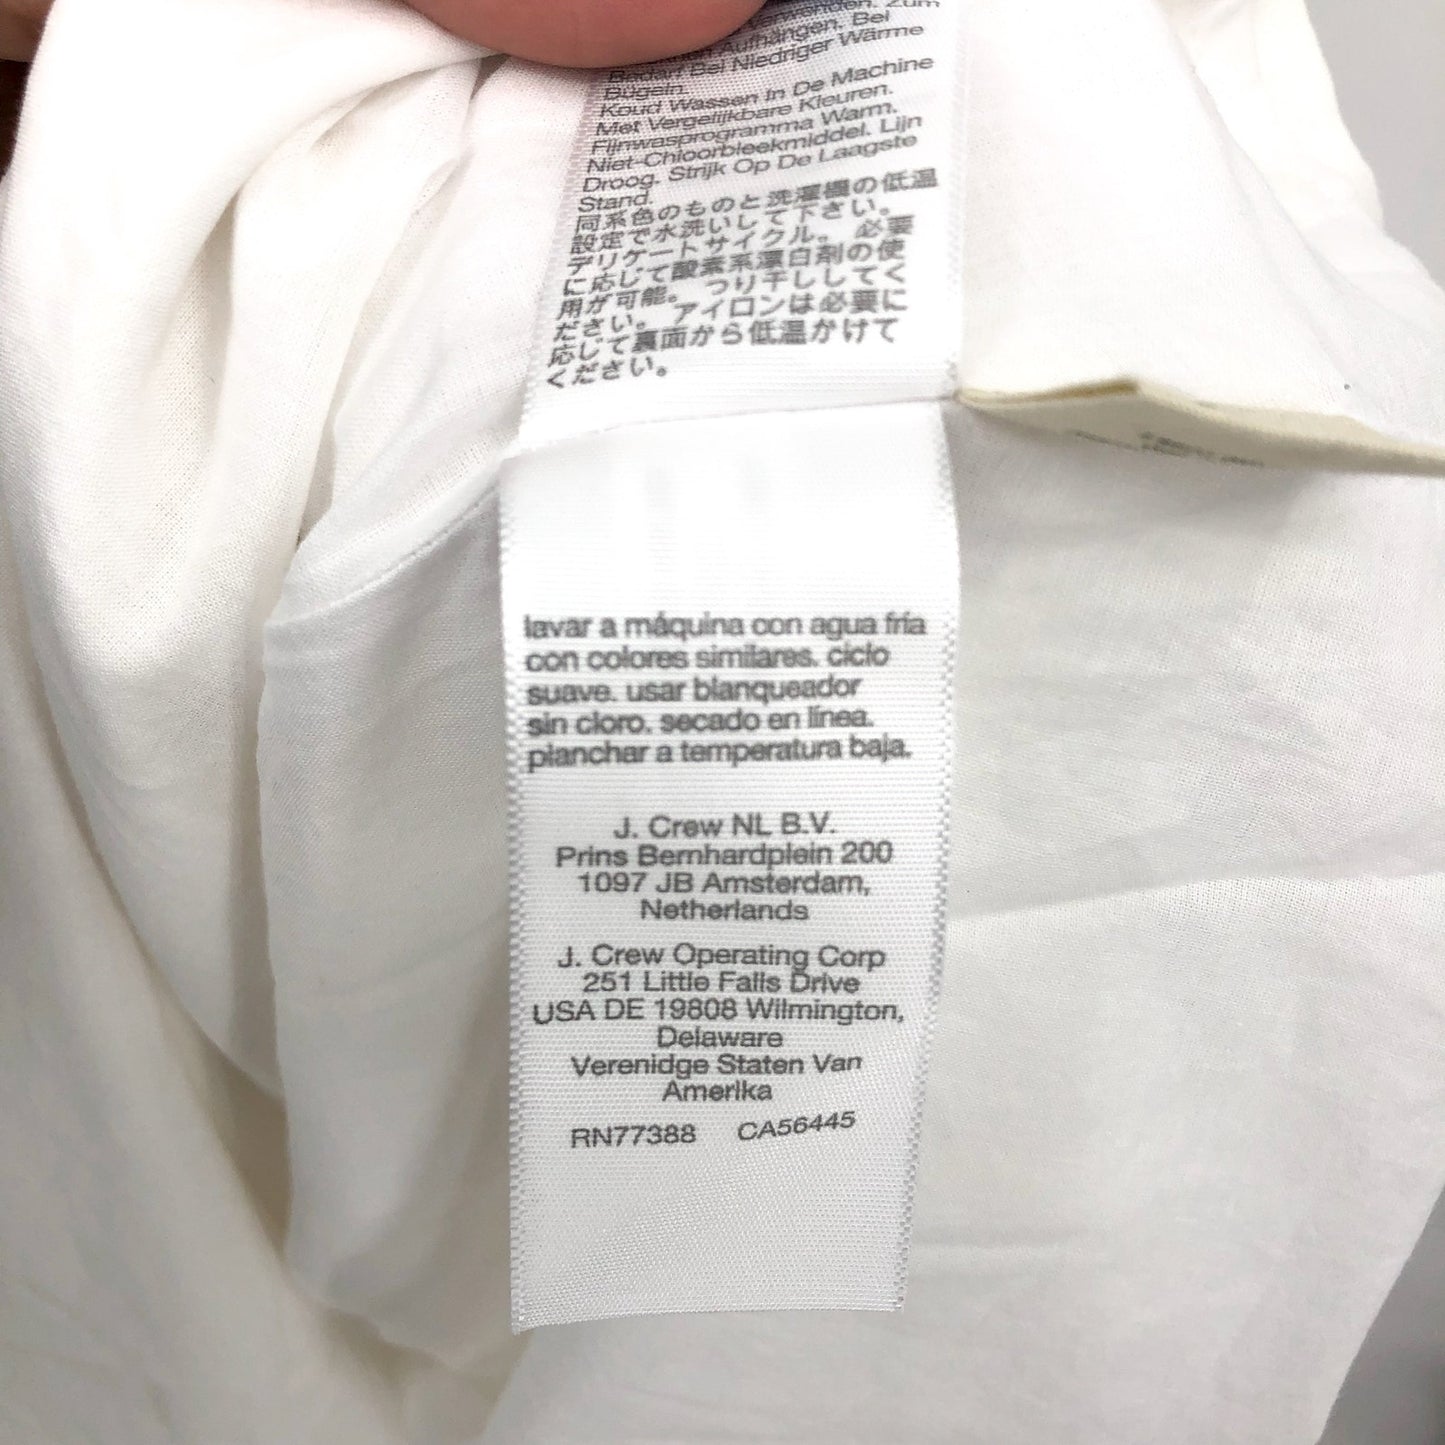 Aufhängen. Bei
Bedarf Bei Niedriger Wärme
Bügeln.
Koud Wassen In De Machine
Met Vergelijkbare Kleuren.
Fijnwasprogramma Warm.
Niet-Chloorbleekmiddel. Lijn
Droog. Strijk Op De Laagste
Stand.
同系色のものと洗濯機の低温
設定で水洗いして下さい。
デリケートサイクル。 必要
に応じて酸素系漂白剤の使
用が可能。 つり干ししてく
ださい。 アイロンは必要に
応じて裏面から低温かけて
ください。
lavar a máquina con agua fría
con colores similares. ciclo
suave. usar blanqueador
sin cloro. secado en línea.
planchar a temperatura baja.
J. Crew NL B.V.
Prins Bernhardplein 200
1097 JB Amsterdam,
Netherlands
J. Crew Operating Corp
251 Little Falls Drive
USA DE 19808 Wilmington,
Delaware
Verenidge Staten Van
Amerika
RN77388 CA56445